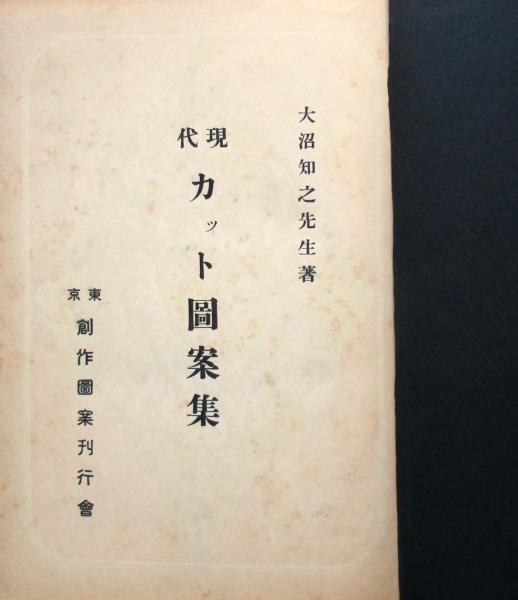 大沼知之先生著
現代カット圖案集
東京創作圖案刊行會